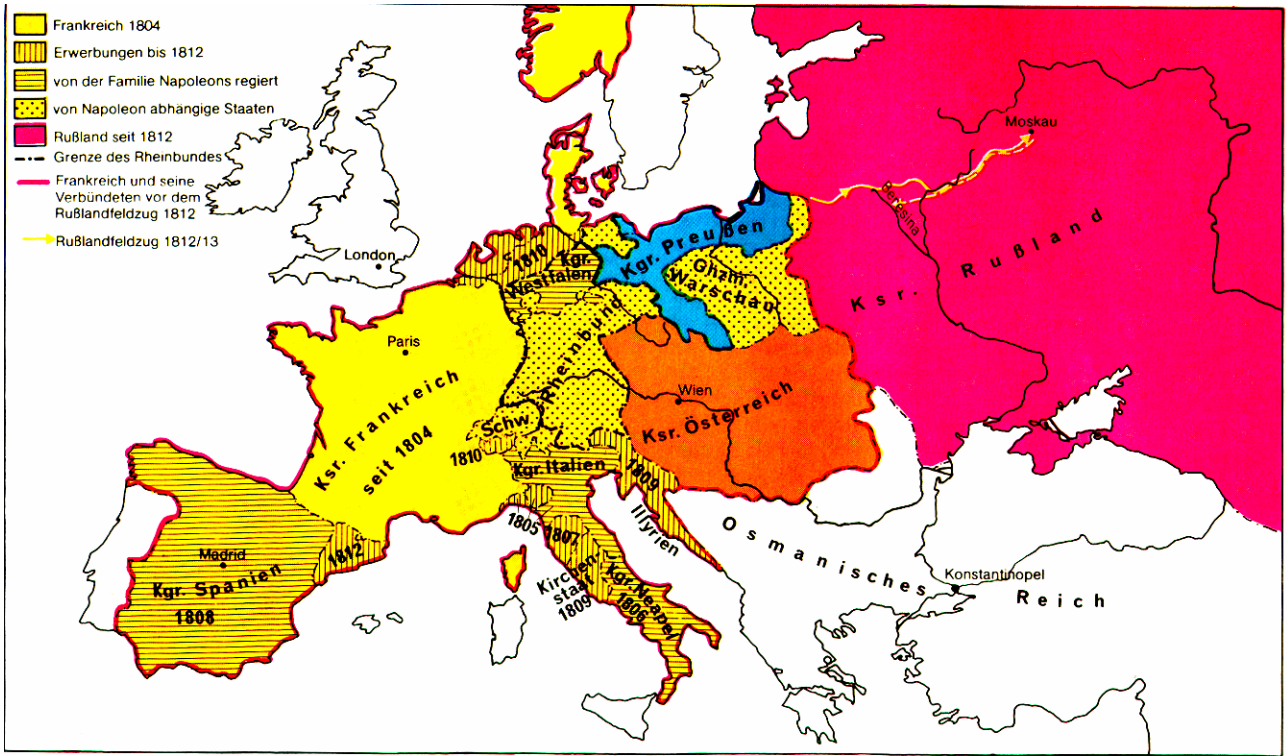 Frankreich 1804
Erwerbungen bis 1812
von der Familie Napoleons regiert
von Napoleon abhängige Staaten
Rußland seit 1812
Grenze des Rheinbundes
Frankreich und seine
Verbündeten vor dem
Rußlandfeldzug 1812
Rußlandfeldzug 1812/13
Moskau
Beresina
Ksr. Rußland
London
1810
Kgr.
Westfalen
Kgr. Preußen
Ghzm.
Warschau
Rheinbund
Paris
Ksr. Frankreich
seit 1804
Wien
Ksr. Österreich
Schw.
1810
Kgr. Italien
1809
Illyrien
1805
1807
Kirchen
staat
1809
Kgr. Neapel
1806
1812
Madrid
Kgr. Spanien
1808
Osmanisches
Reich
Konstantinopel